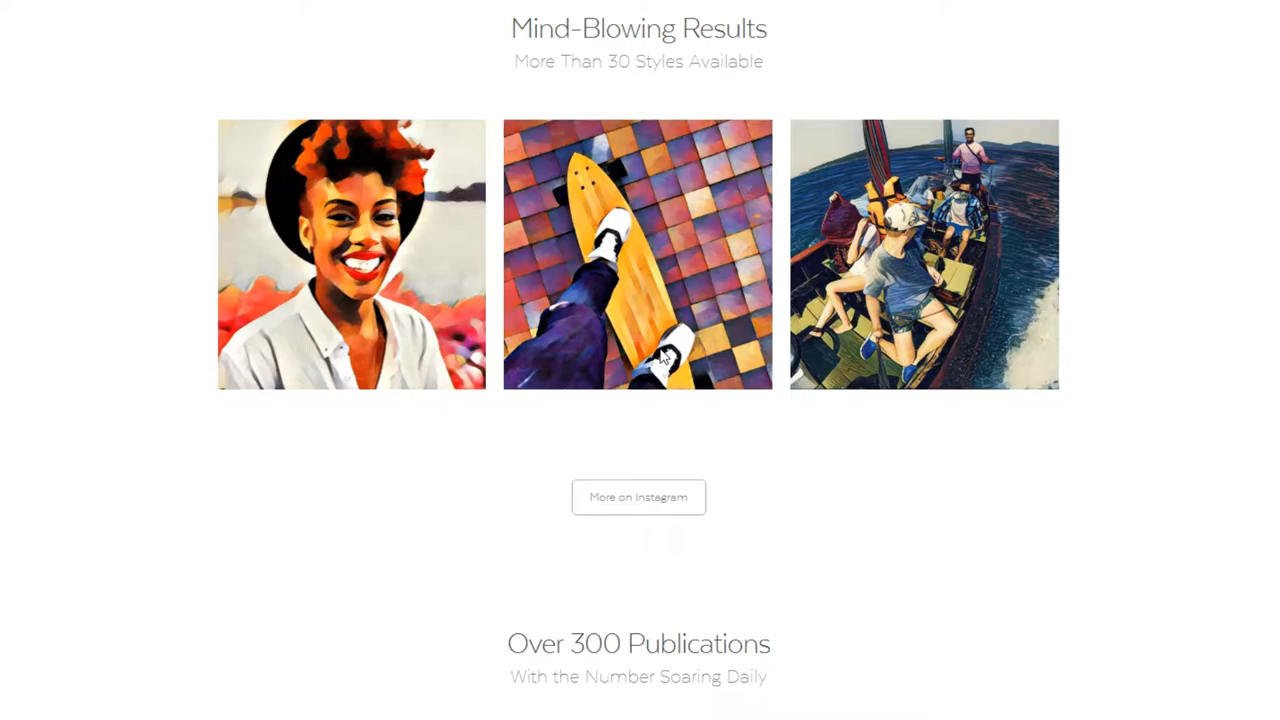 Mind-Blowing Results
More Than 30 Styles Available
More on Instagram
Over 300 Publications
With the Number Soaring Daily